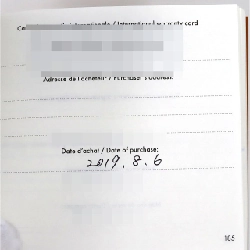 Adresse de l'acheteur / Purchaser's address:
Date d'achat / Date of purchase:
2019. 8. 6
105